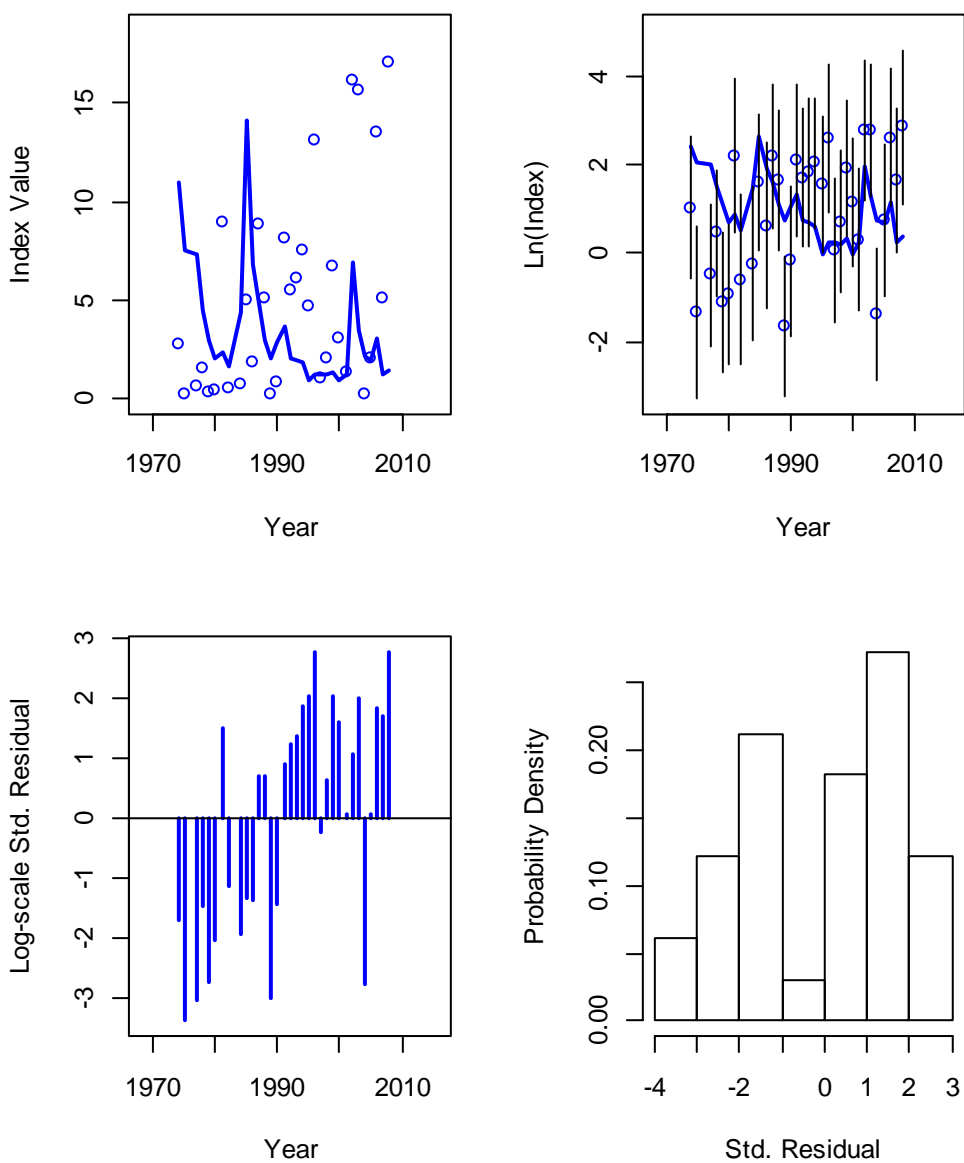 Index Value
15
10
5
0
1970 1990 2010
Year
Ln(Index)
4
2
0
-2
1970 1990 2010
Year
Log-scale Std. Residual
3
2
1
0
-1
-2
-3
1970 1990 2010
Year
Probability Density
0.20
0.10
0.00
-4 -2 0 1 2 3
Std. Residual